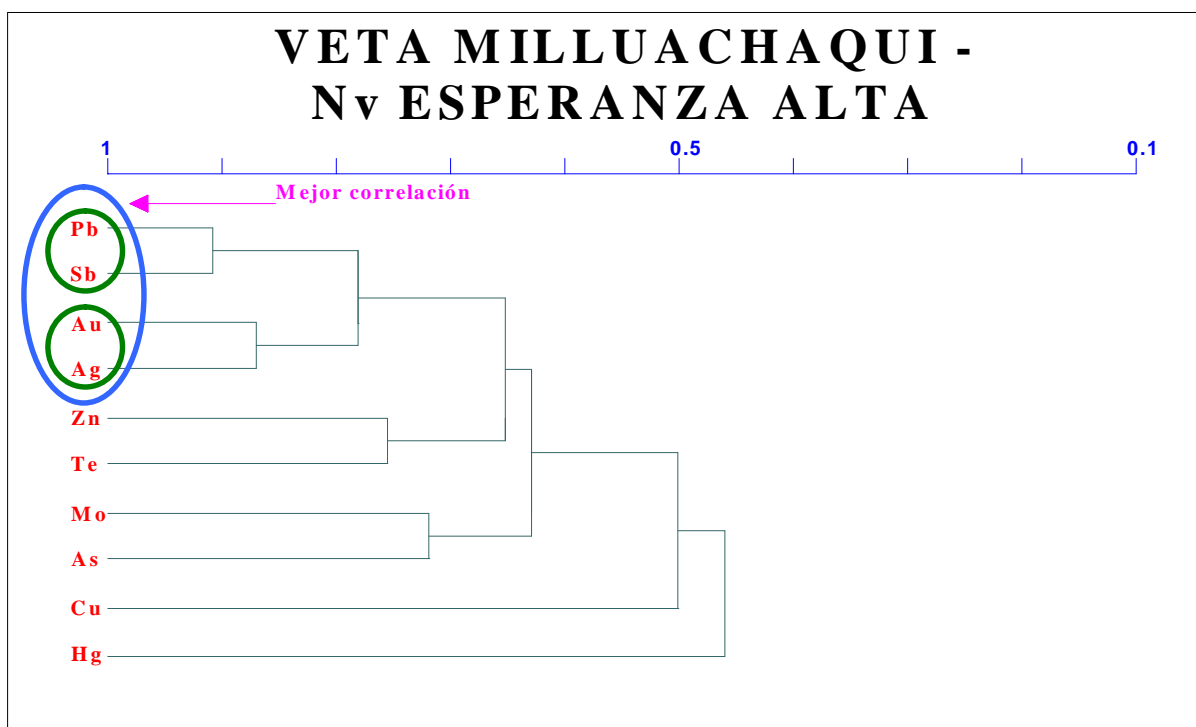 VETA MILLUACHAQUI -
Nv ESPERANZA ALTA
1 0.5 0.1
Mejor correlación
Pb
Sb
Au
Ag
Zn
Te
Mo
As
Cu
Hg